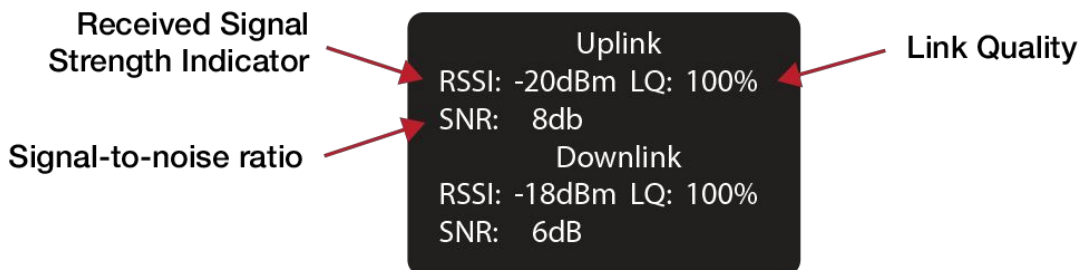 Received Signal
Strength Indicator
Signal-to-noise ratio
Uplink
RSSI: -20dBm LQ: 100%
SNR: 8db
Downlink
RSSI: -18dBm LQ: 100%
SNR: 6dB
Link Quality